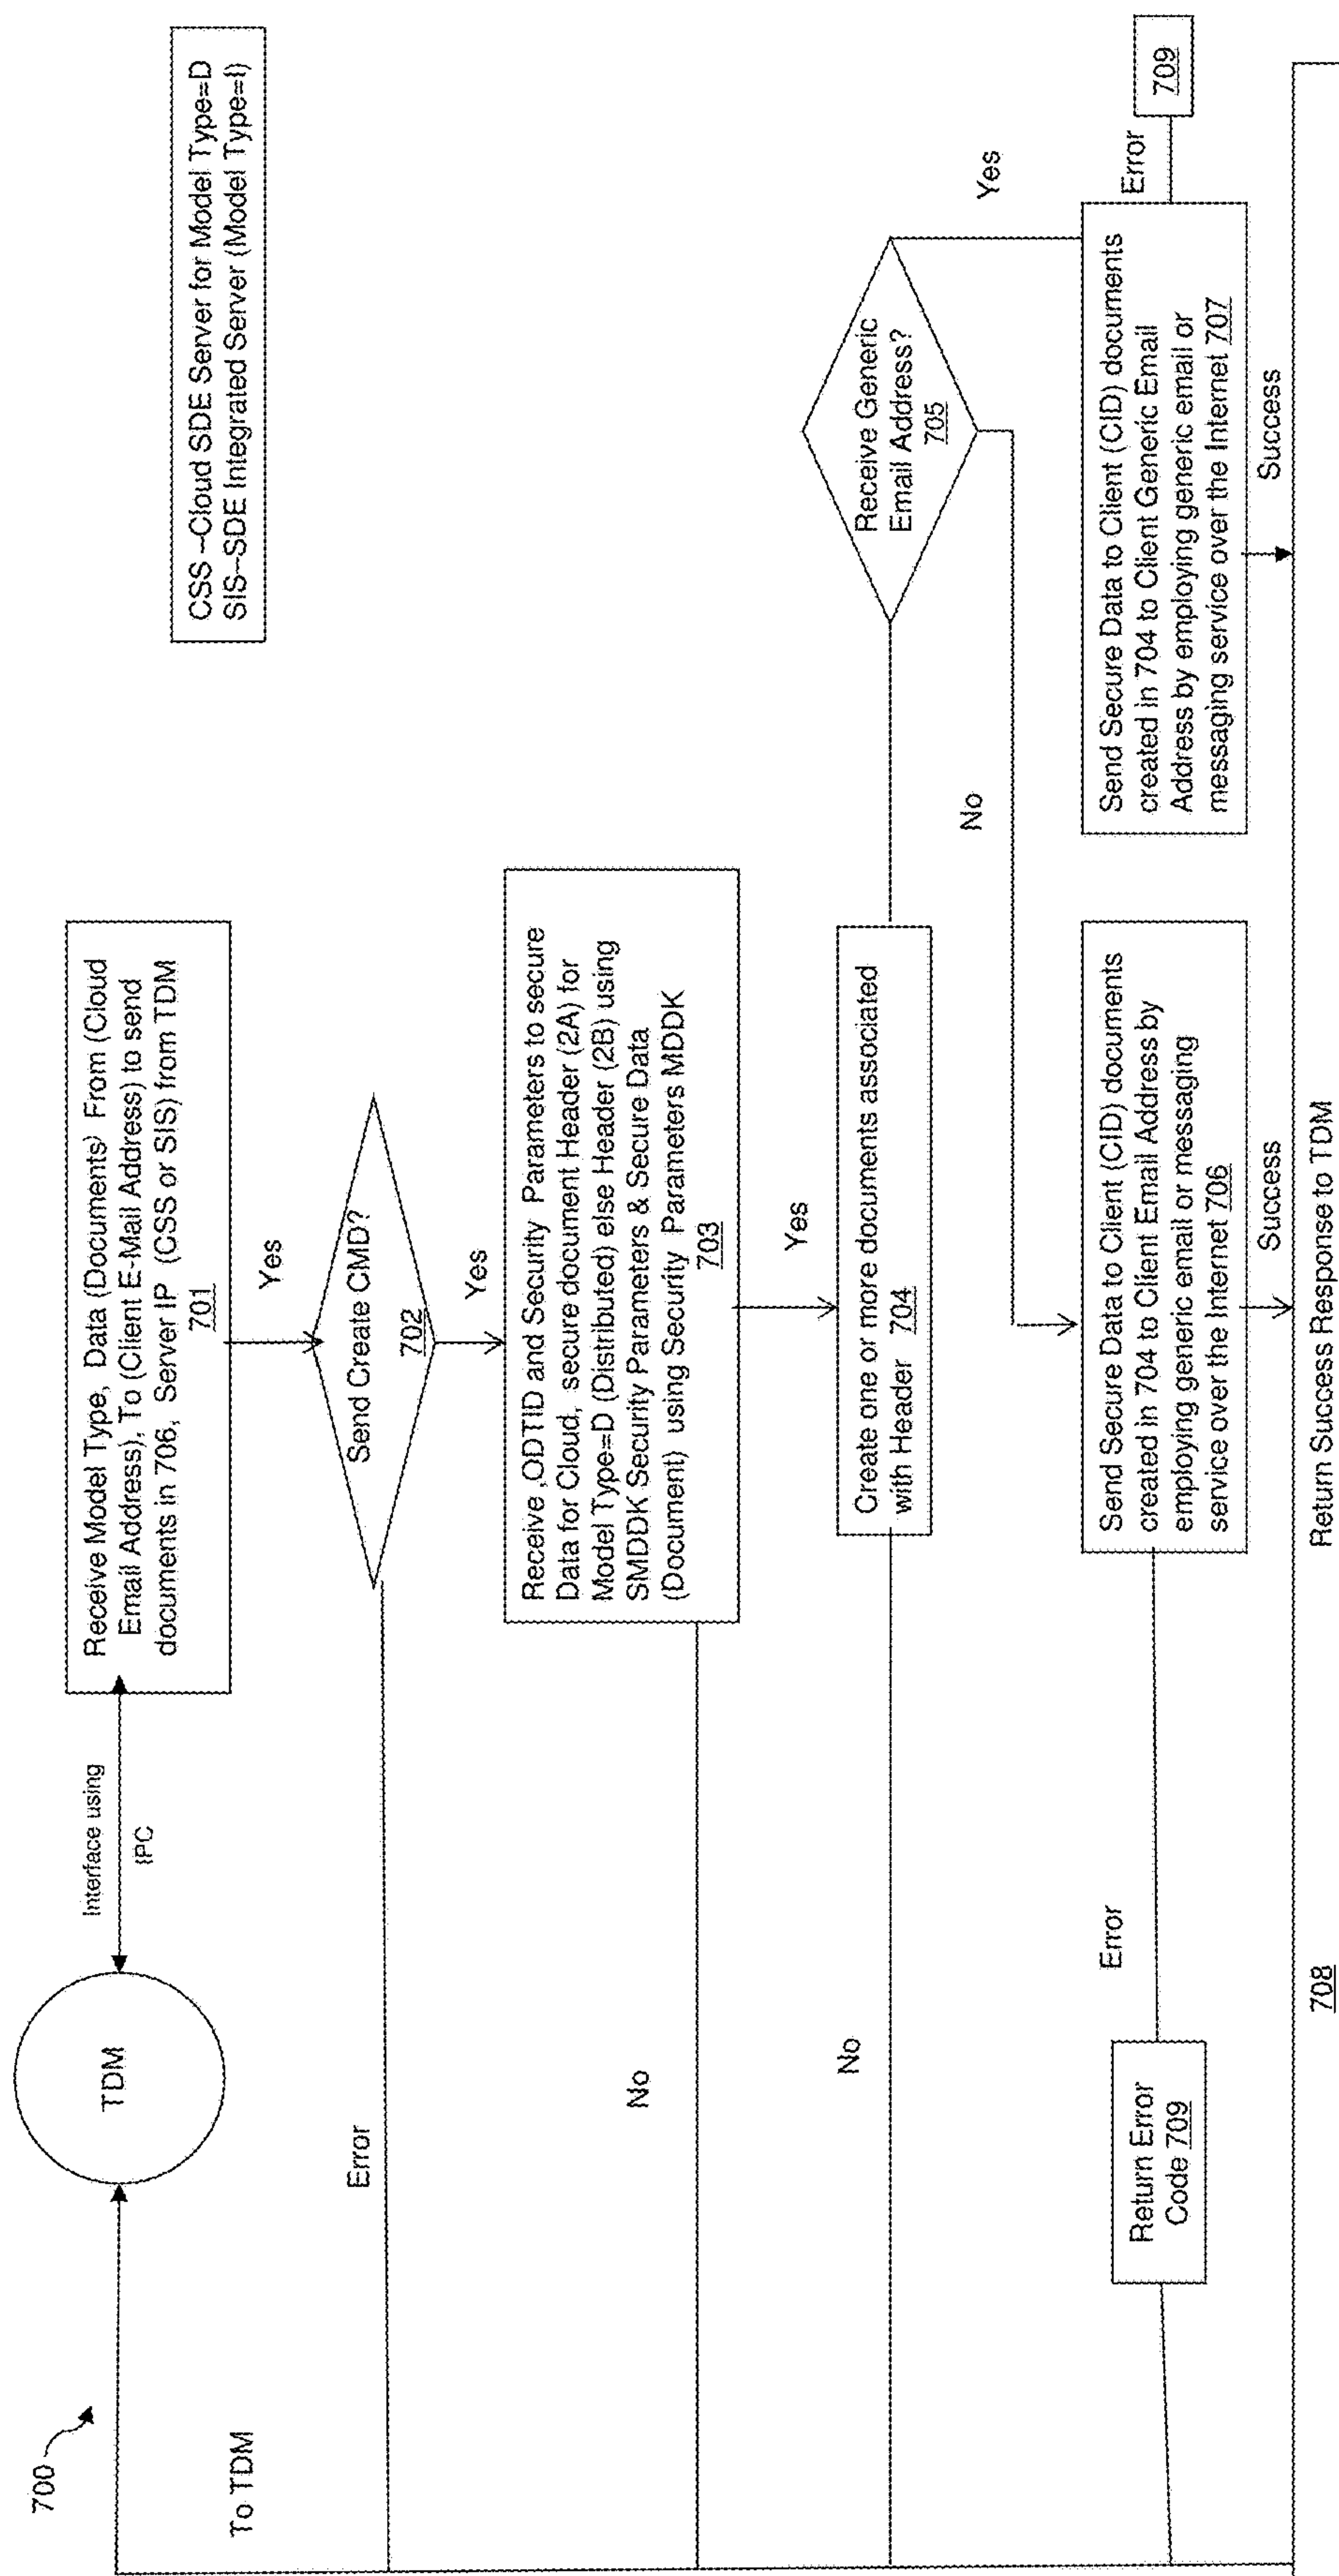 700
To TDM
TDM
Interface using
IPC
Receive Model Type, Data (Documents) From (Cloud
Email Address), To (Client E-Mail Address) to send
documents in 706, Server IP (CSS or SIS) from TDM
701
CSS –Cloud SDE Server for Model Type=D
SIS–SDE Integrated Server (Model Type=I)
Yes
Send Create CMD?
702
Error
Yes
Receive ,ODTID and Security Parameters to secure
Data for Cloud, secure document Header (2A) for
Model Type=D (Distributed) else Header (2B) using
SMDDK Security Parameters & Secure Data
(Document) using Security Parameters MDDK
703
No
Yes
Create one or more documents associated
with Header 704
No
Receive Generic
Email Address?
705
Yes
No
Send Secure Data to Client (CID) documents
created in 704 to Client Email Address by
employing generic email or messaging
service over the Internet 706
Error
Return Error
Code 709
Success
Send Secure Data to Client (CID) documents
created in 704 to Client Generic Email
Address by employing generic email or
messaging service over the Internet 707
Error
709
Success
708
Return Success Response to TDM